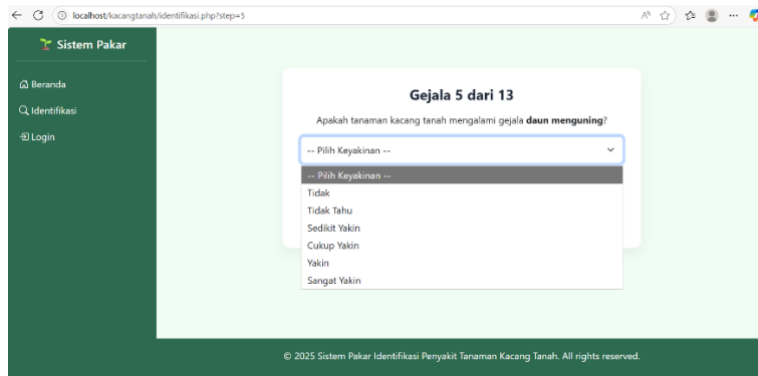 localhost/kacangtanah/identifikasi.php?step=5
Sistem Pakar
Beranda
Identifikasi
Login
Gejala 5 dari 13
Apakah tanaman kacang tanah mengalami gejala daun menguning?
-- Pilih Keyakinan --
-- Pilih Keyakinan --
Tidak
Tidak Tahu
Sedikit Yakin
Cukup Yakin
Yakin
Sangat Yakin
© 2025 Sistem Pakar Identifikasi Penyakit Tanaman Kacang Tanah. All rights reserved.